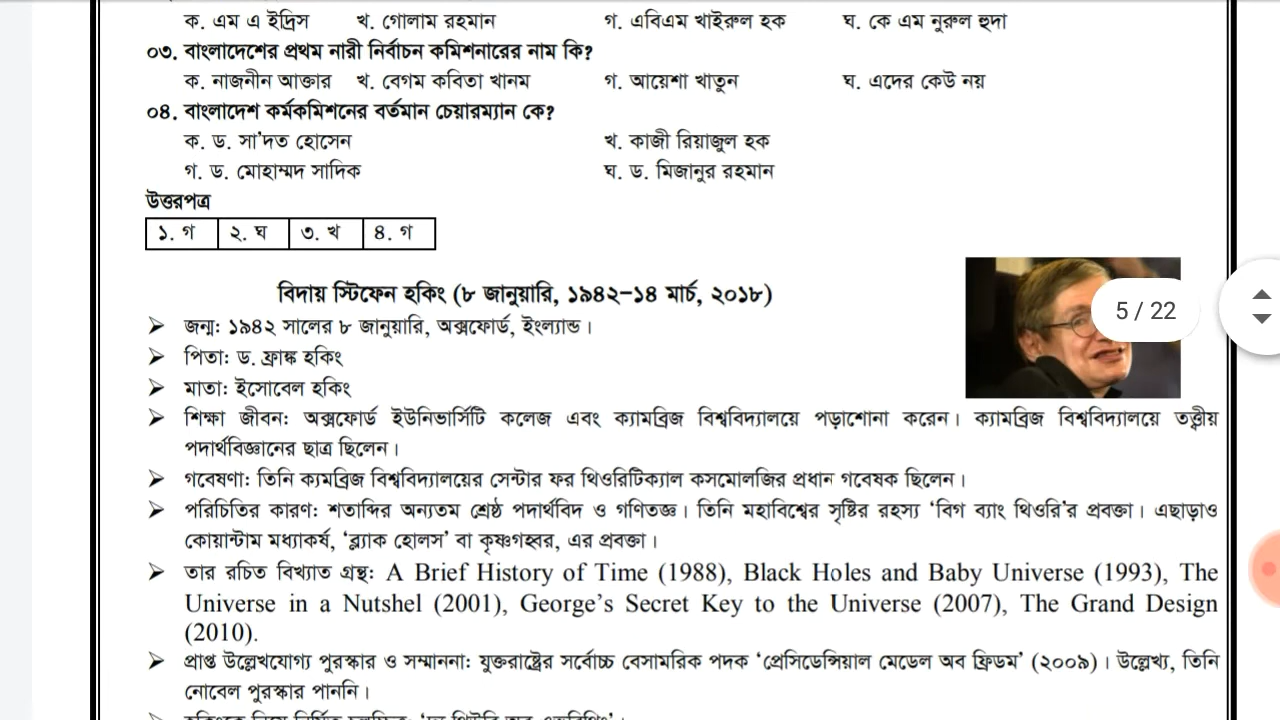 ক. এম এ ইদ্রিস খ. গোলাম রহমান গ. এবিএম খাইরুল হক ঘ. কে এম নুরুল হুদা
০৩. বাংলাদেশের প্রথম নারী নির্বাচন কমিশনারের নাম কি?
ক. নাজনীন আক্তার খ. বেগম কবিতা খানম গ. আয়েশা খাতুন ঘ. এদের কেউ নয়
০৪. বাংলাদেশ কর্মকমিশনের বর্তমান চেয়ারম্যান কে?
ক. ড. সা'দত হোসেন খ. কাজী রিয়াজুল হক
গ. ড. মোহাম্মদ সাদিক ঘ. ড. মিজানুর রহমান
উত্তরপত্র
১. গ ২. ঘ ৩. খ ৪. গ
বিদায় স্টিফেন হকিং (৮ জানুয়ারি, ১৯৪২–১৪ মার্চ, ২০১৮)
5 / 22
➢ জন্ম: ১৯৪২ সালের ৮ জানুয়ারি, অক্সফোর্ড, ইংল্যান্ড।
➢ পিতা: ড. ফ্রাঙ্ক হকিং
➢ মাতা: ইসোবেল হকিং
➢ শিক্ষা জীবন: অক্সফোর্ড ইউনিভার্সিটি কলেজ এবং ক্যামব্রিজ বিশ্ববিদ্যালয়ে পড়াশোনা করেন। ক্যামব্রিজ বিশ্ববিদ্যালয়ে তত্ত্বীয়
পদার্থবিজ্ঞানের ছাত্র ছিলেন।
➢ গবেষণা: তিনি ক্যমব্রিজ বিশ্ববিদ্যালয়ের সেন্টার ফর থিওরিটিক্যাল কসমোলজির প্রধান গবেষক ছিলেন।
➢ পরিচিতির কারণ: শতাব্দির অন্যতম শ্রেষ্ঠ পদার্থবিদ ও গণিতজ্ঞ। তিনি মহাবিশ্বের সৃষ্টির রহস্য ‘বিগ ব্যাং থিওরি’র প্রবক্তা। এছাড়াও
কোয়ান্টাম মধ্যাকর্ষ, ‘ব্ল্যাক হোলস’ বা কৃষ্ণগহ্বর, এর প্রবক্তা।
➢ তার রচিত বিখ্যাত গ্রন্থ: A Brief History of Time (1988), Black Holes and Baby Universe (1993), The
Universe in a Nutshel (2001), George’s Secret Key to the Universe (2007), The Grand Design
(2010).
➢ প্রাপ্ত উল্লেখযোগ্য পুরস্কার ও সম্মাননা: যুক্তরাষ্ট্রের সর্বোচ্চ বেসামরিক পদক ‘প্রেসিডেন্সিয়াল মেডেল অব ফ্রিডম’ (২০০৯)। উল্লেখ্য, তিনি
নোবেল পুরস্কার পাননি।